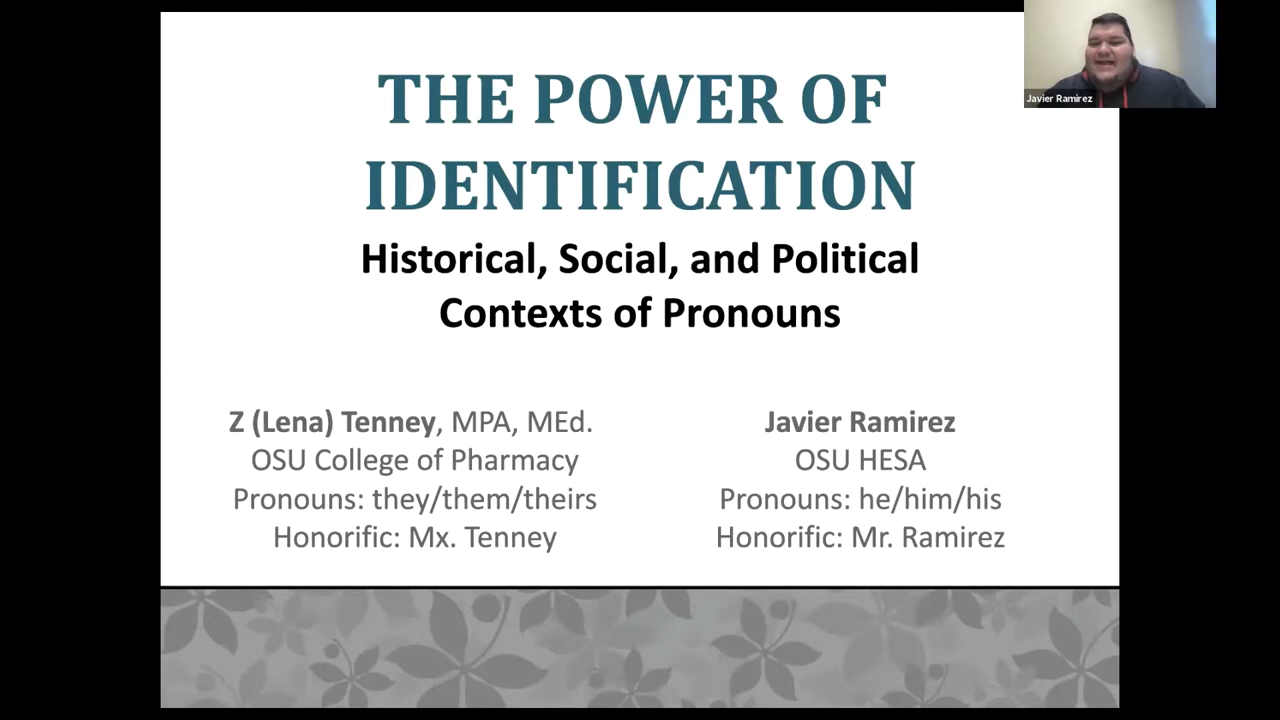 THE POWER OF
IDENTIFICATION
Historical, Social, and Political
Contexts of Pronouns
Z (Lena) Tenney, MPA, MEd.
OSU College of Pharmacy
Pronouns: they/them/theirs
Honorific: Mx. Tenney
Javier Ramirez
OSU HESA
Pronouns: he/him/his
Honorific: Mr. Ramirez
Javier Ramirez